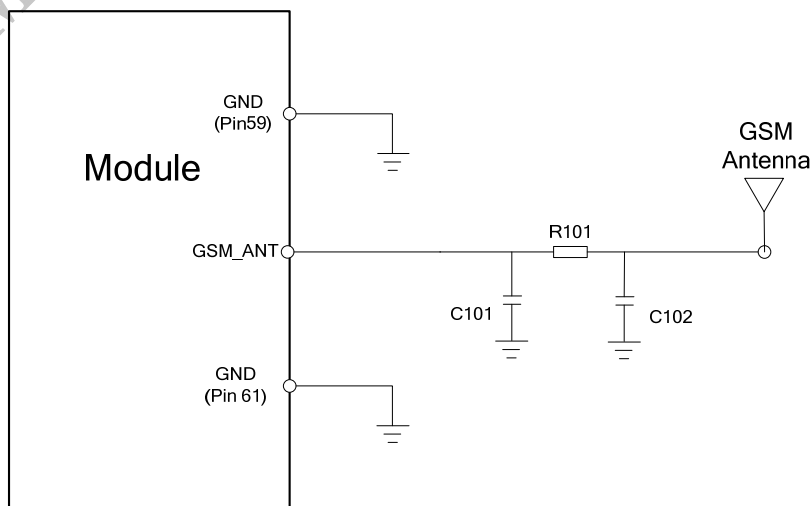 GND
(Pin59)
GSM
Antenna
Module
R101
GSM_ANT
C101
C102
GND
(Pin 61)